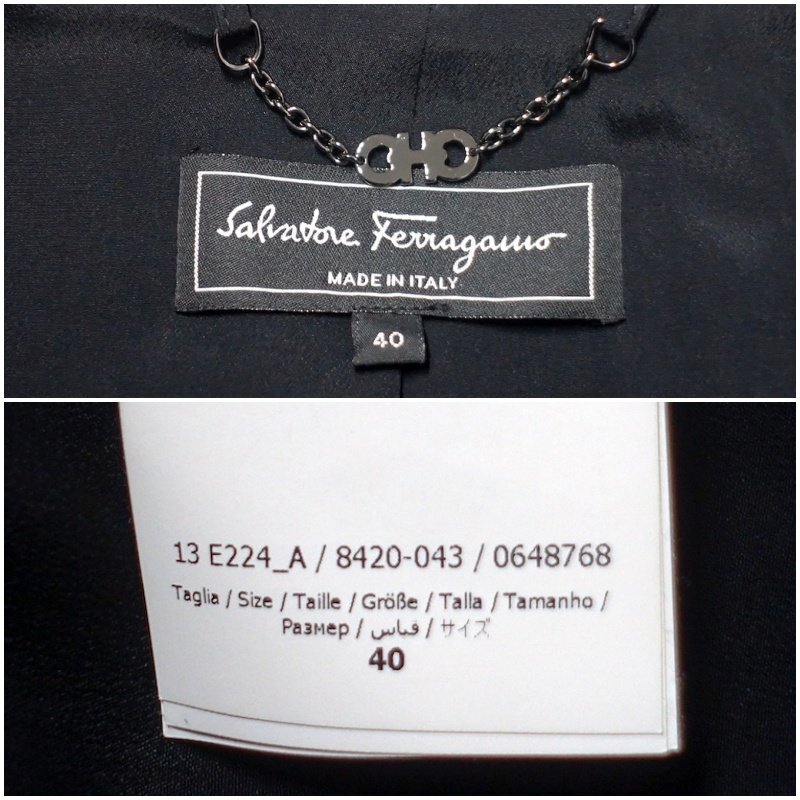 Salvatore Ferragamo
MADE IN ITALY
40
13 E224_A / 8420-043 / 0648768
Taglia / Size / Taille / Größe / Talla / Tamanho /
Размер / قياس / サイズ
40